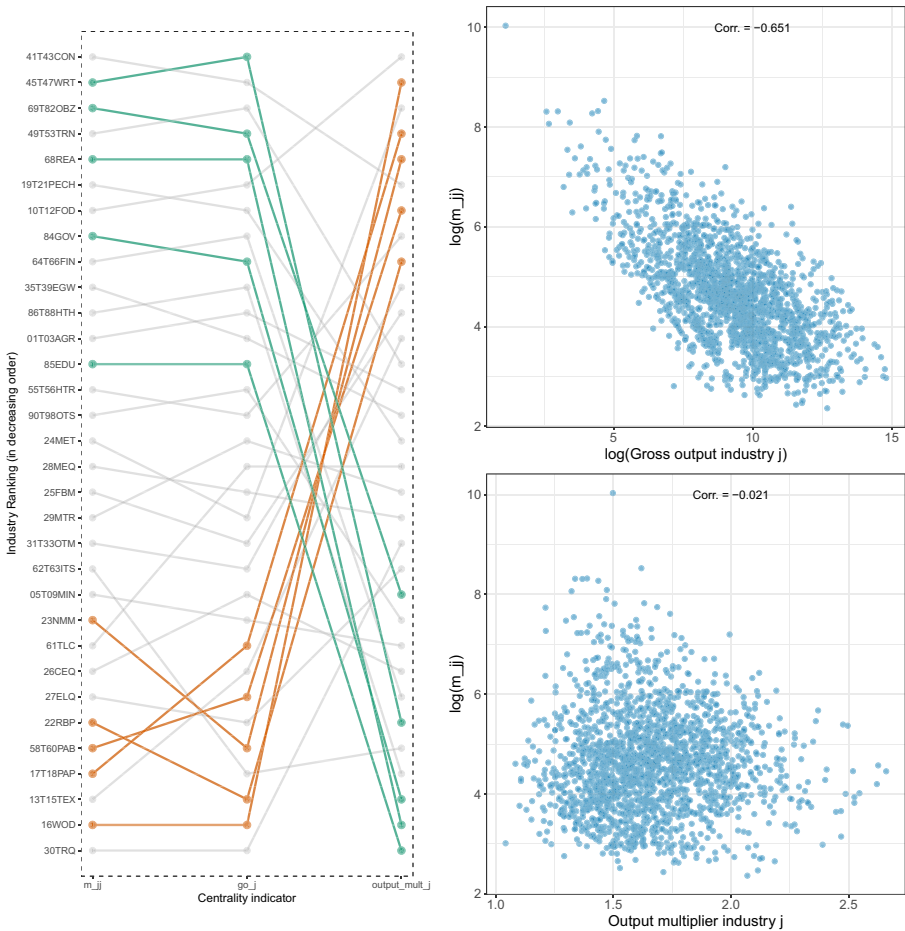 Industry Ranking (in decreasing order)
41T43CON
45T47WRT
69T82OBZ
49T53TRN
68REA
19T21PECH
10T12FOD
84GOV
64T66FIN
35T39EGW
86T88HTH
01T03AGR
85EDU
55T56HTR
90T98OTS
24MET
28MEQ
25FBM
29MTR
31T33OTM
62T63ITS
05T09MIN
23NMM
61TLC
26CEQ
27ELQ
22RBP
58T60PAB
17T18PAP
13T15TEX
16WOD
30TRQ
m_jj
go_j
output_mult_j
Centrality indicator
Corr. = −0.651
log(m_jj)
10
8
6
4
2
5
10
15
log(Gross output industry j)
Corr. = −0.021
log(m_jj)
10
8
6
4
2
1.0
1.5
2.0
2.5
Output multiplier industry j